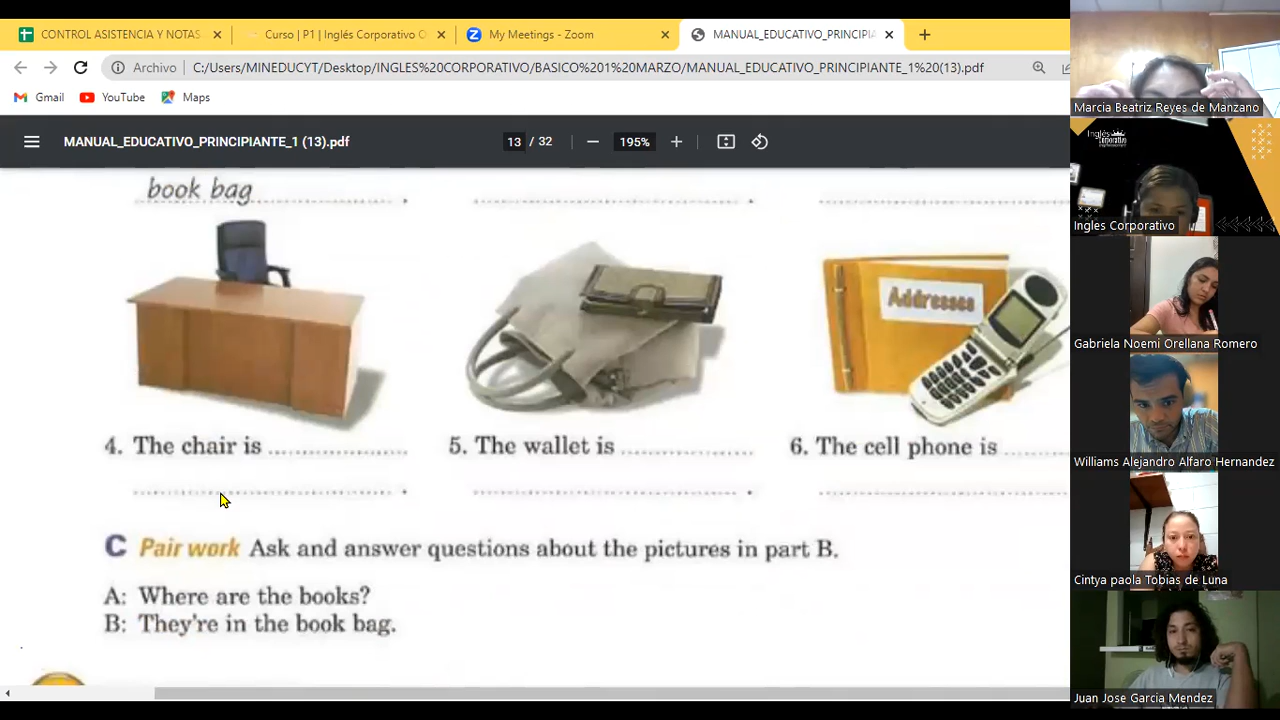 CONTROL ASISTENCIA Y NOTAS
Curso | P1 | Inglés Corporativo O
My Meetings - Zoom
MANUAL_EDUCATIVO_PRINCIPIA
Archivo
C:/Users/MINEDUCYT/Desktop/INGLES%20CORPORATIVO/BASICO%201%20MARZO/MANUAL_EDUCATIVO_PRINCIPIANTE_1%20(13).pdf
Gmail
YouTube
Maps
MANUAL_EDUCATIVO_PRINCIPIANTE_1 (13).pdf
13 / 32
195%
book bag
Addresses
4. The chair is
5. The wallet is
6. The cell phone is
C Pair work Ask and answer questions about the pictures in part B.
A: Where are the books?
B: They're in the book bag.
Marcia Beatriz Reyes de Manzano
Inglés
Corporativo
Ingles Corporativo
Gabriela Noemi Orellana Romero
Williams Alejandro Alfaro Hernandez
Cintya paola Tobias de Luna
Juan Jose Garcia Mendez